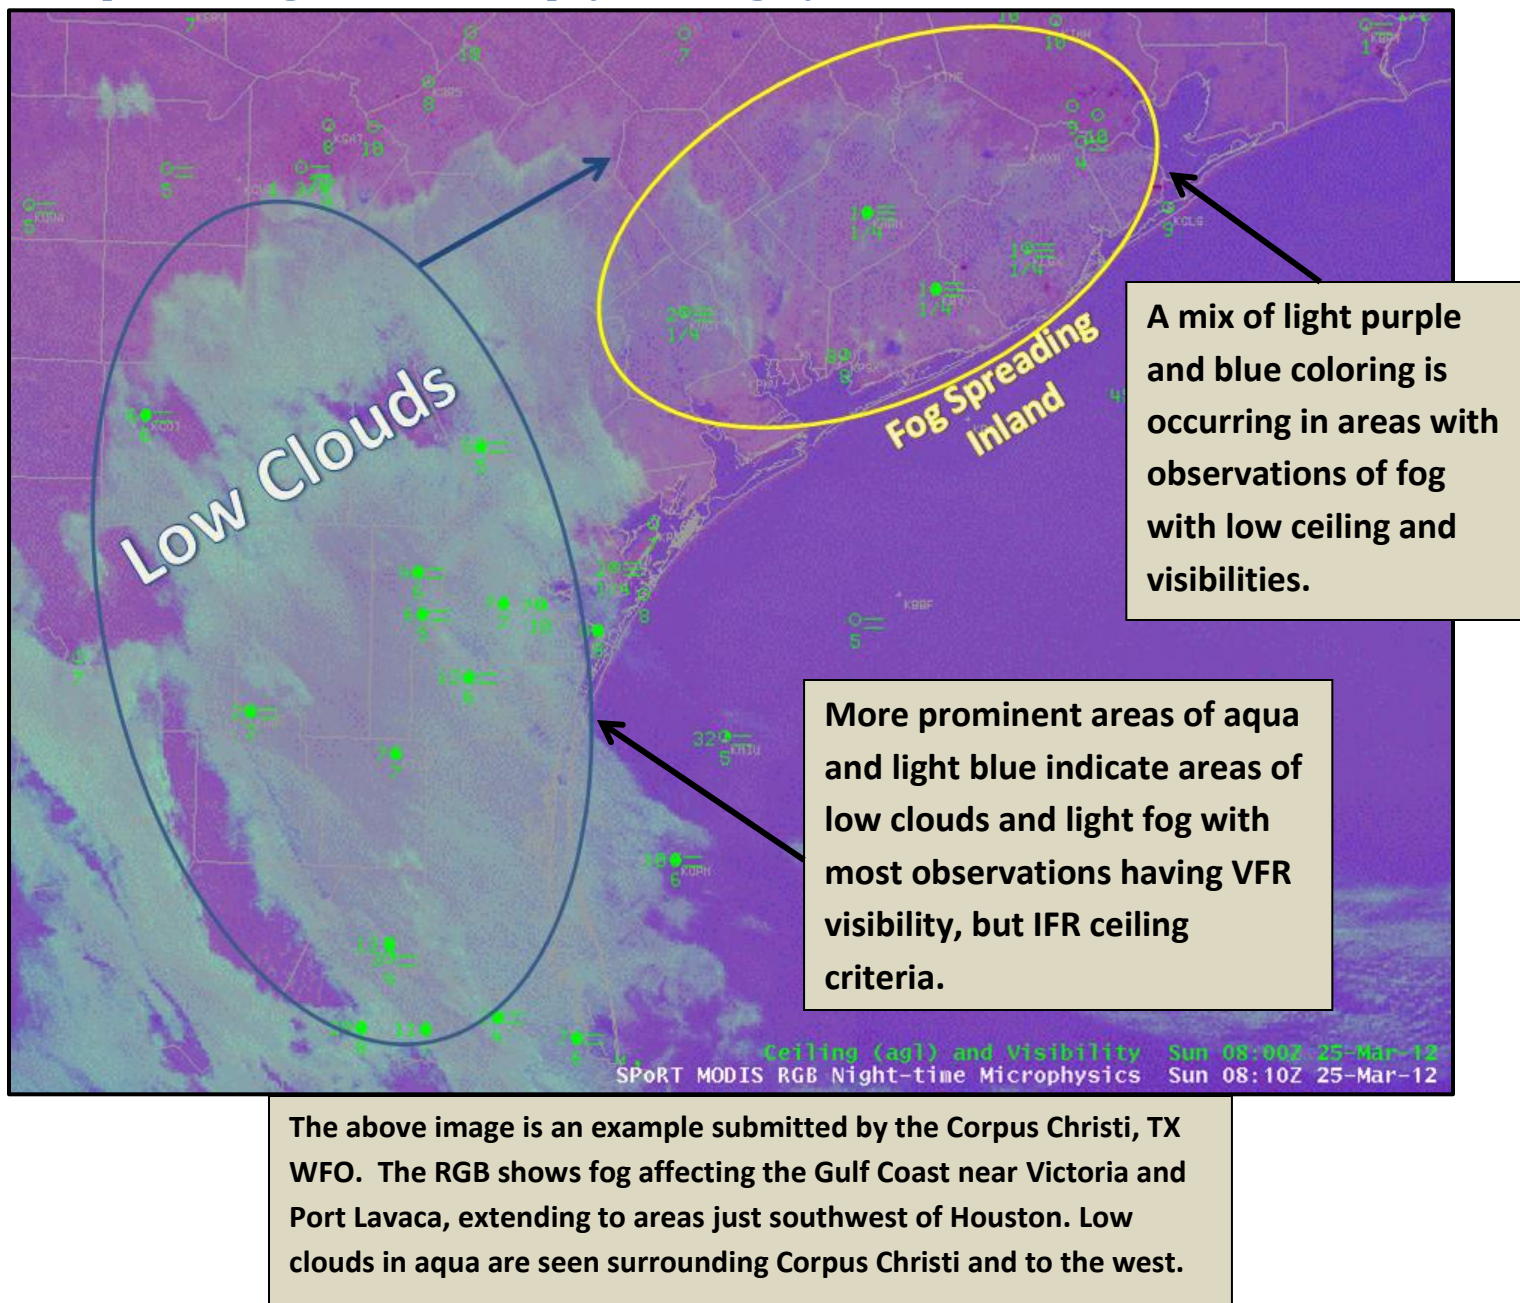 Low Clouds
Fog Spreading
Inland
A mix of light purple
and blue coloring is
occurring in areas with
observations of fog
with low ceiling and
visibilities.
More prominent areas of aqua
and light blue indicate areas of
low clouds and light fog with
most observations having VFR
visibility, but IFR ceiling
criteria.
Ceiling (agl) and Visibility Sun 08:00Z 25-Mar-12
SPoRT MODIS RGB Night-time Microphysics Sun 08:10Z 25-Mar-12
The above image is an example submitted by the Corpus Christi, TX
WFO. The RGB shows fog affecting the Gulf Coast near Victoria and
Port Lavaca, extending to areas just southwest of Houston. Low
clouds in aqua are seen surrounding Corpus Christi and to the west.